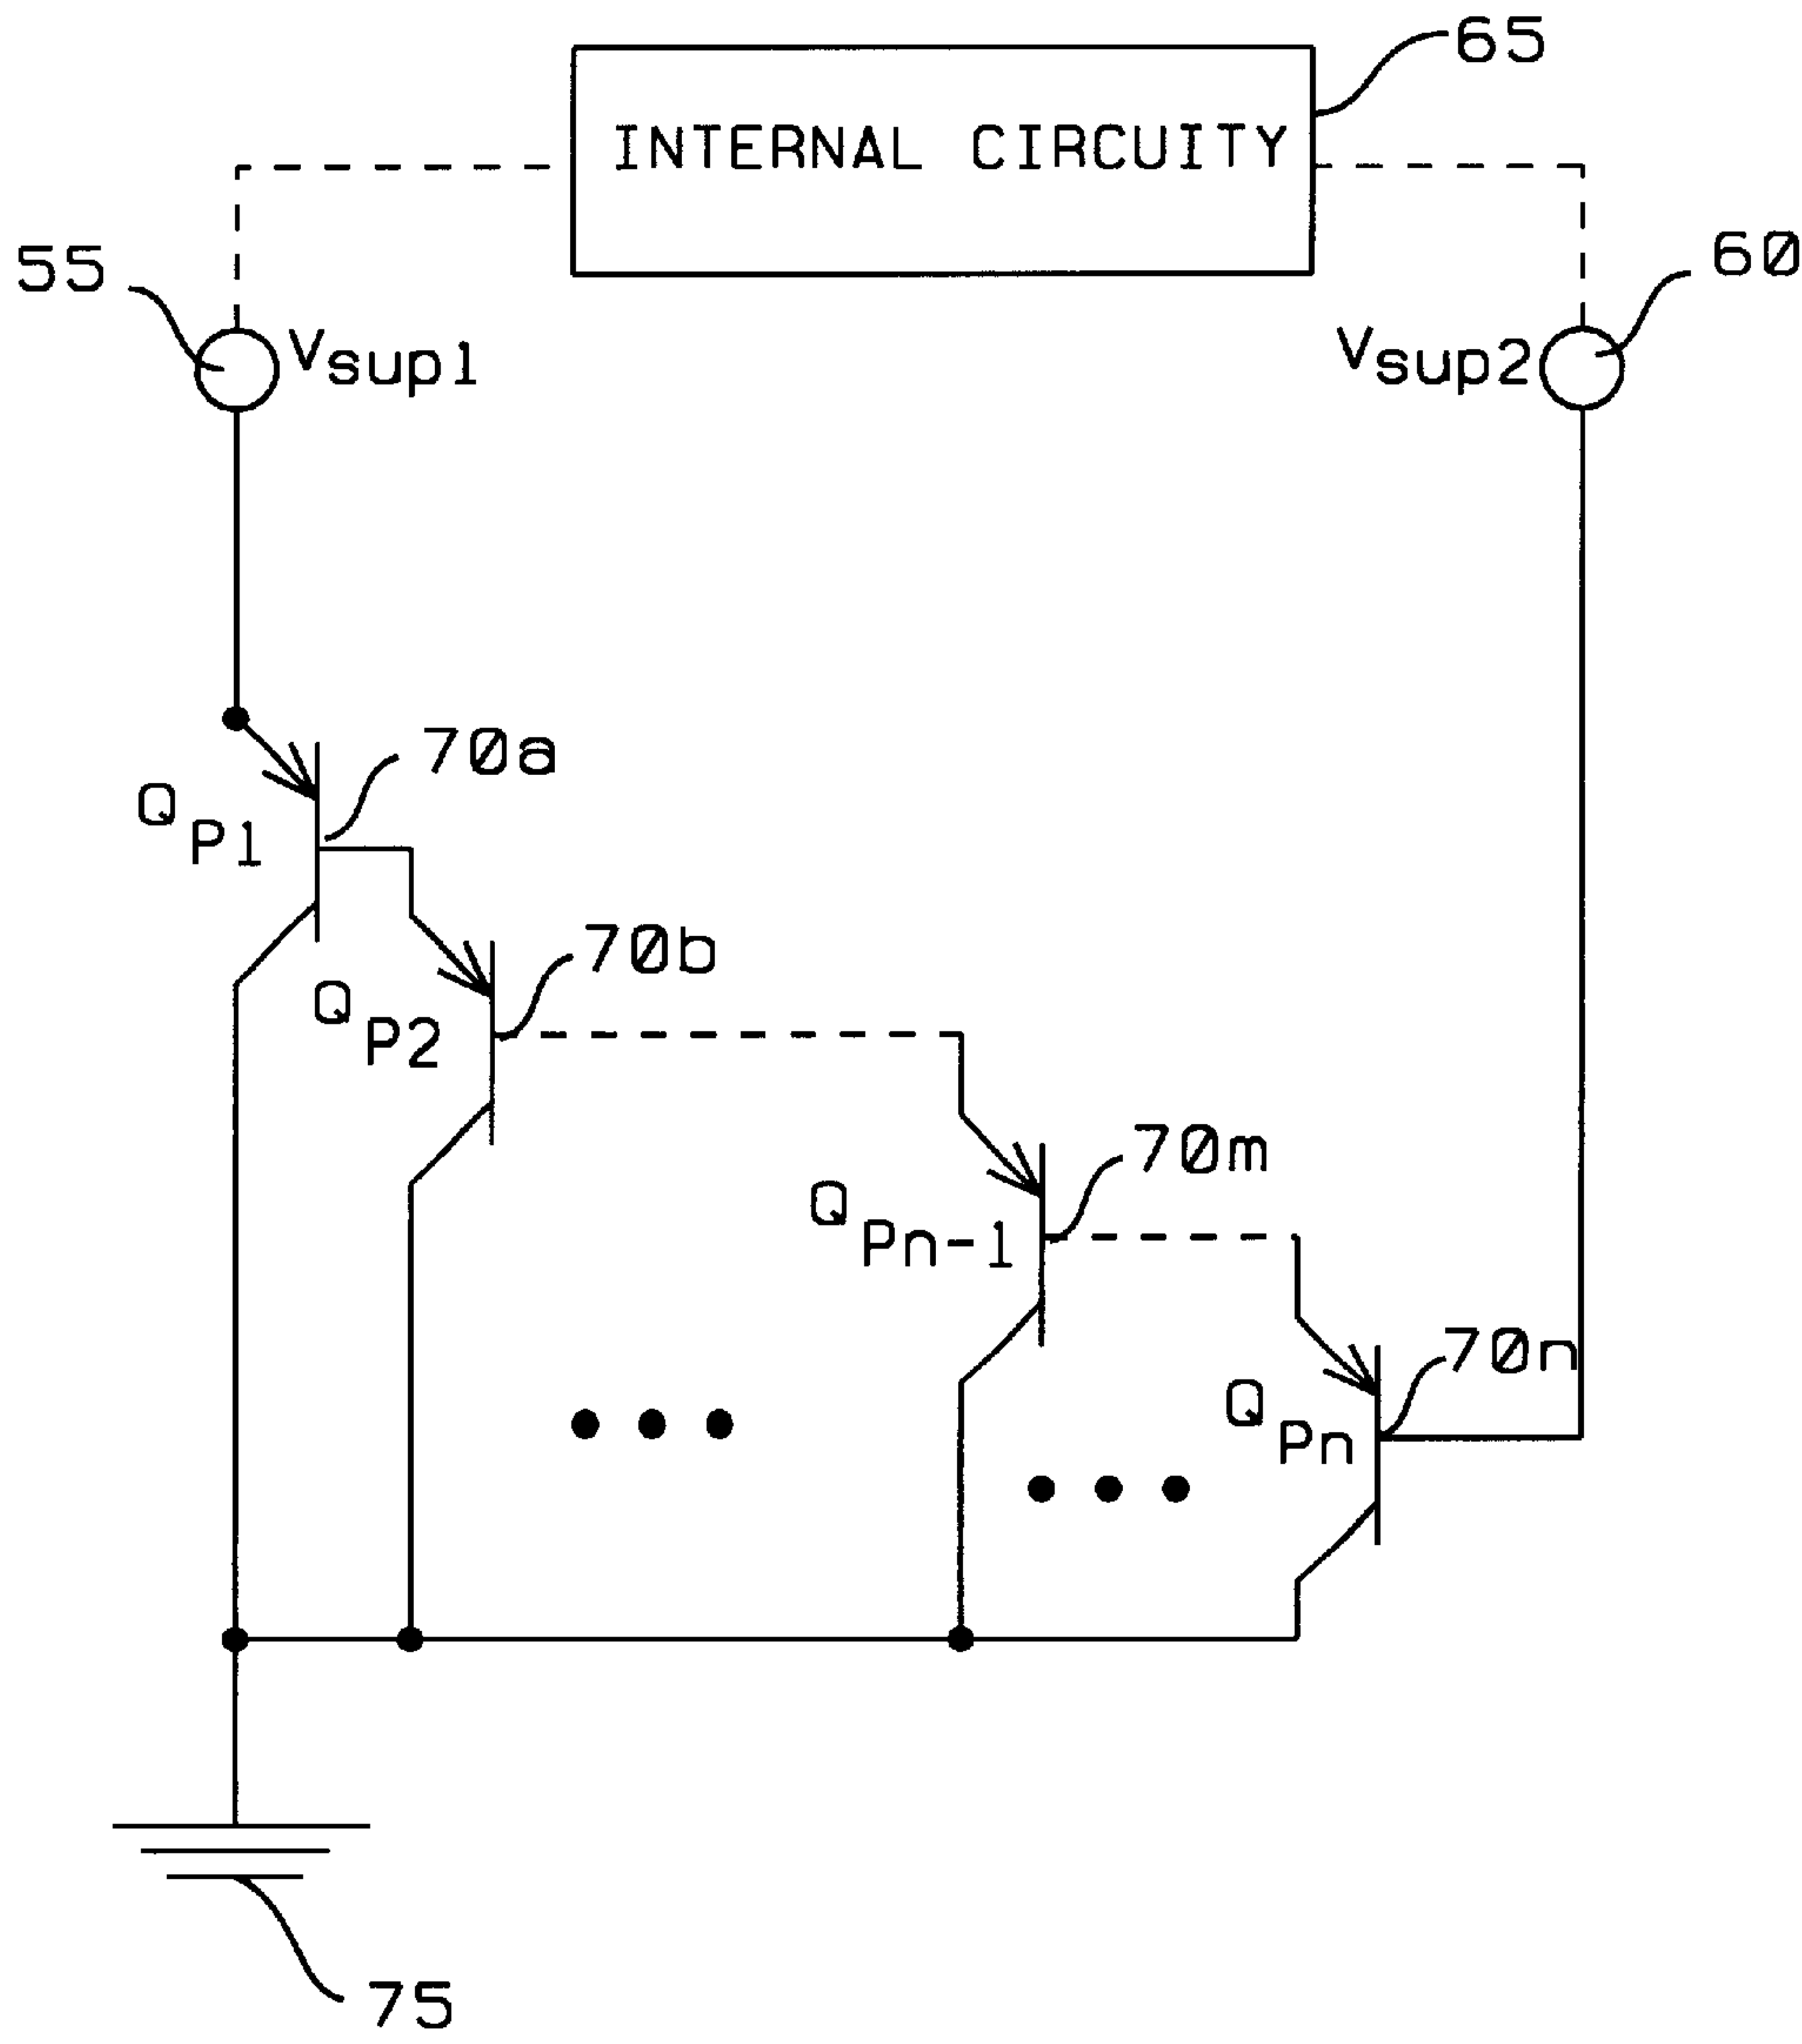 65
INTERNAL CIRCUITY
55
60
Vsup1
Vsup2
70a
QP1
70b
QP2
70m
QPn-1
70n
QPn
75